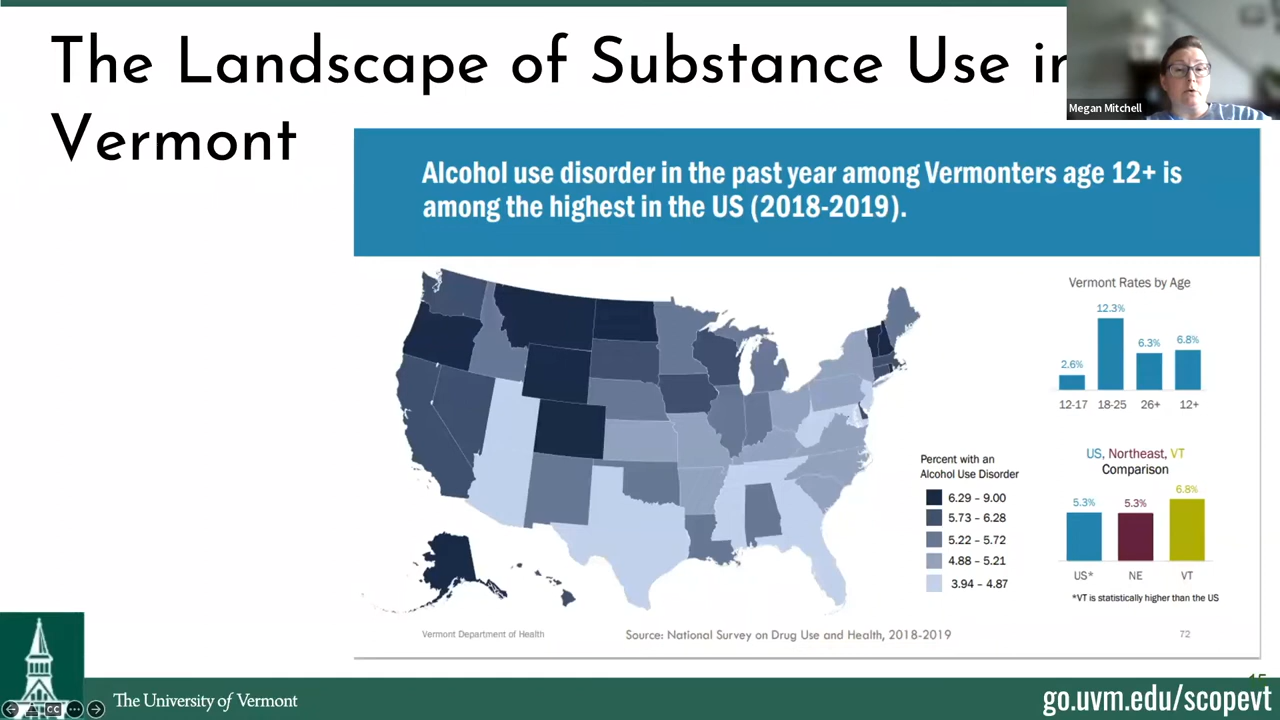 The Landscape of Substance Use in
Vermont
Megan Mitchell
Alcohol use disorder in the past year among Vermonters age 12+ is
among the highest in the US (2018-2019).
Vermont Rates by Age
2.6%
12.3%
6.3%
6.8%
12-17
18-25
26+
12+
Percent with an
Alcohol Use Disorder
6.29 – 9.00
5.73 – 6.28
5.22 – 5.72
4.88 – 5.21
3.94 – 4.87
US, Northeast, VT
Comparison
5.3%
5.3%
6.8%
US*
NE
VT
*VT is statistically higher than the US
Vermont Department of Health
Source: National Survey on Drug Use and Health, 2018-2019
72
The University of Vermont
go.uvm.edu/scopevt
CC